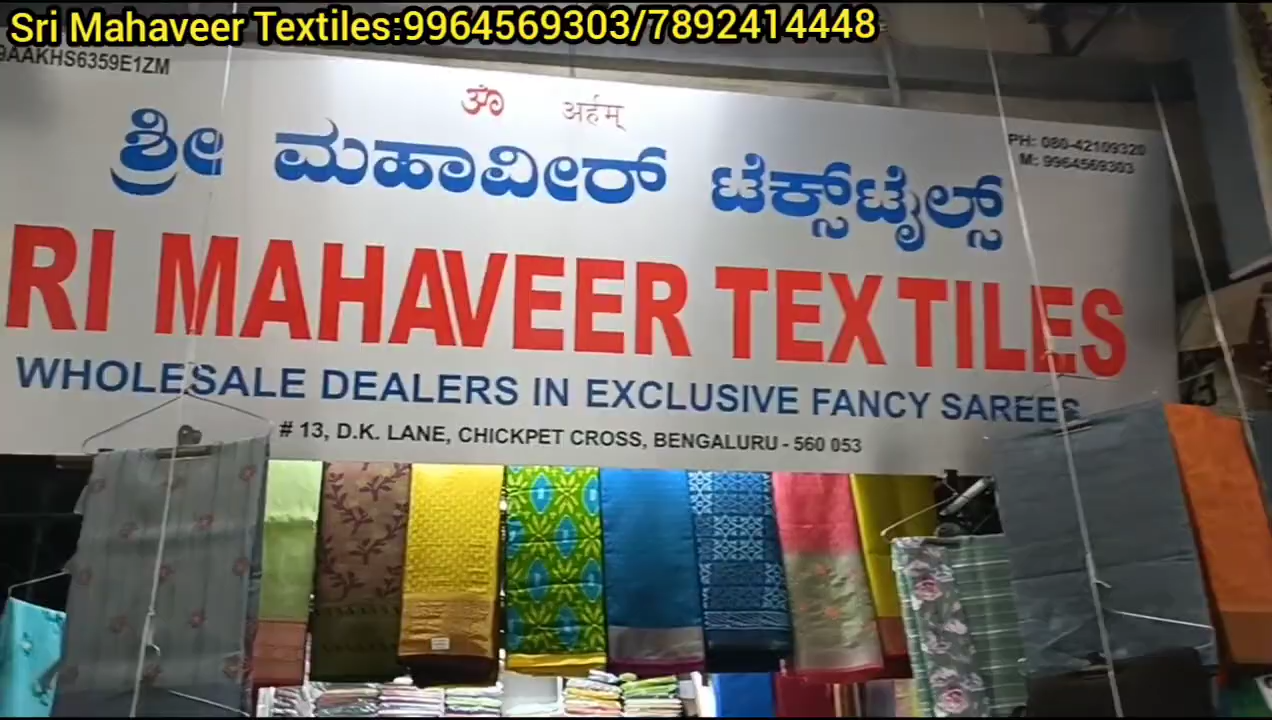 Sri Mahaveer Textiles:9964569303/7892414448
9AAKHS6359E1ZM
ॐ अर्हम्
PH: 080-42109320
M: 9964569303
ಶ್ರೀ ಮಹಾವೀರ್ ಟೆಕ್ಸ್‌ಟೈಲ್ಸ್
RI MAHAVEER TEXTILES
WHOLESALE DEALERS IN EXCLUSIVE FANCY SAREES
# 13, D.K. LANE, CHICKPET CROSS, BENGALURU - 560 053